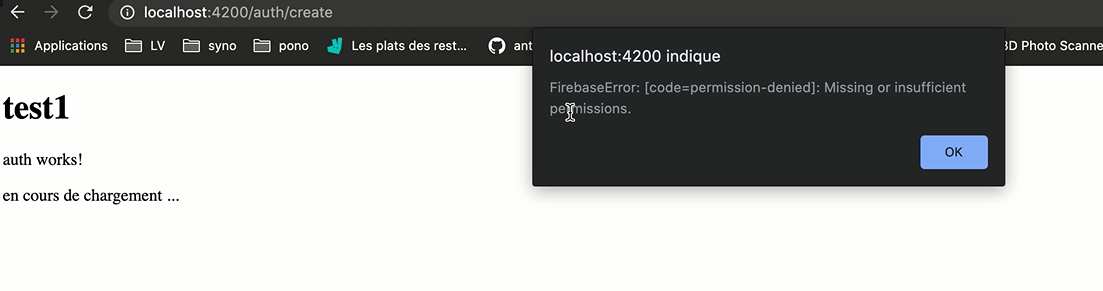 localhost:4200/auth/create
Applications LV syno pono Les plats des rest... ant 3D Photo Scanne
localhost:4200 indique
FirebaseError: [code=permission-denied]: Missing or insufficient
permissions.
OK
test1
auth works!
en cours de chargement ...